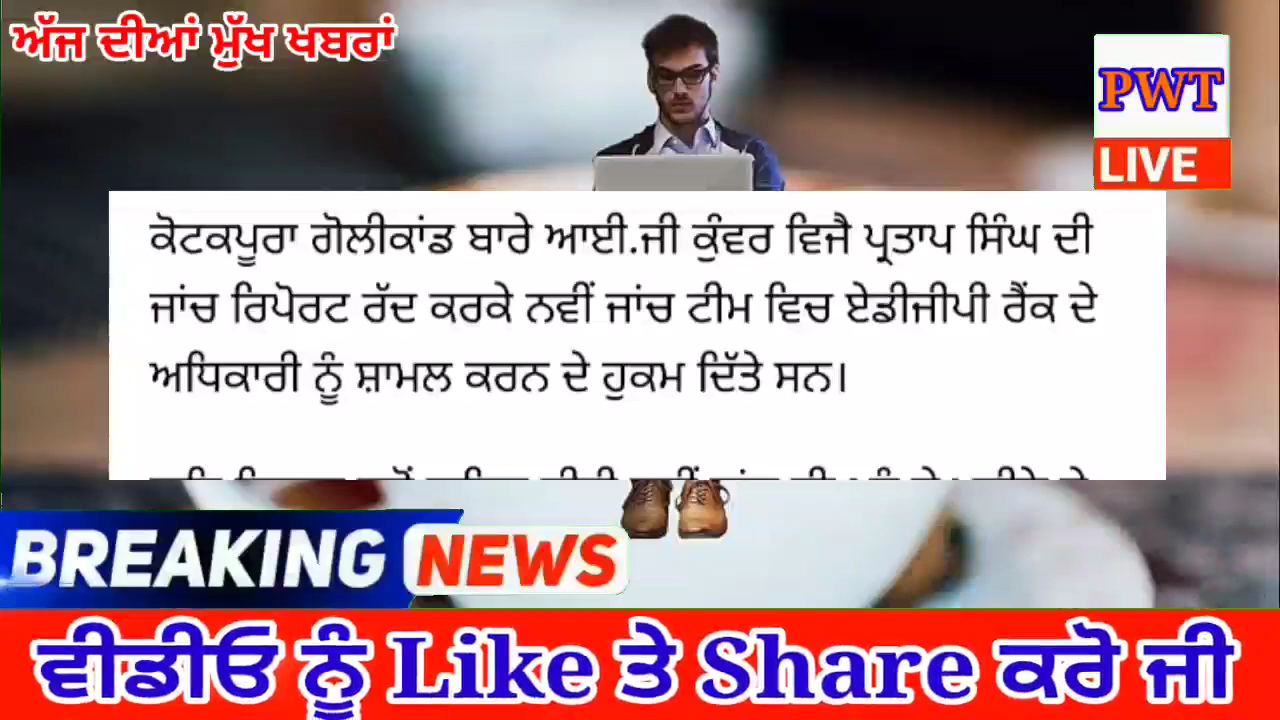 ਅੱਜ ਦੀਆਂ ਮੁੱਖ ਖਬਰਾਂ
PWT
LIVE
ਕੋਟਕਪੂਰਾ ਗੋਲੀਕਾਂਡ ਬਾਰੇ ਆਈ.ਜੀ ਕੁੰਵਰ ਵਿਜੈ ਪ੍ਰਤਾਪ ਸਿੰਘ ਦੀ
ਜਾਂਚ ਰਿਪੋਰਟ ਰੱਦ ਕਰਕੇ ਨਵੀਂ ਜਾਂਚ ਟੀਮ ਵਿਚ ਏਡੀਜੀਪੀ ਰੈਂਕ ਦੇ
ਅਧਿਕਾਰੀ ਨੂੰ ਸ਼ਾਮਲ ਕਰਨ ਦੇ ਹੁਕਮ ਦਿੱਤੇ ਸਨ।
BREAKING NEWS
ਵੀਡੀਓ ਨੂੰ Like ਤੇ Share ਕਰੋ ਜੀ